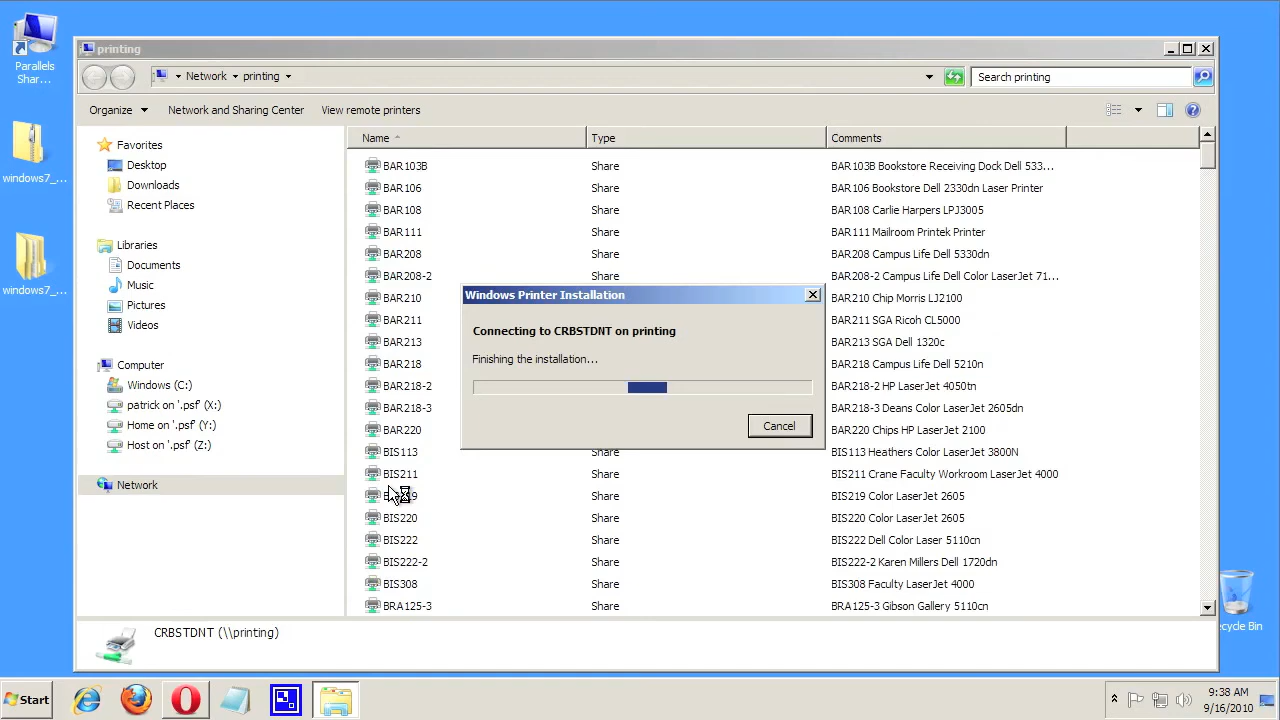 Parallels
Shar...
windows7_...
windows7_...
printing
Network
printing
Search printing
Organize
Network and Sharing Center
View remote printers
Favorites
Desktop
Downloads
Recent Places
Libraries
Documents
Music
Pictures
Videos
Computer
Windows (C:)
patrick on '.psf' (X:)
Home on '.psf' (Y:)
Host on '.psf' (Z:)
Network
Name Type Comments
BAR103B Share BAR103B Bookstore Receiving Dock Dell 533...
BAR106 Share BAR106 Bookstore Dell 2330dn Laser Printer
BAR108 Share BAR108 Carlie Harpers LPJ3005
BAR111 Share BAR111 Mailroom Printek Printer
BAR208 Share BAR208 Campus Life Dell 5330dn
BAR208-2 Share BAR208-2 Campus Life Dell Color LaserJet 71...
BAR210 BAR210 Chip Morris LJ2100
BAR211 BAR211 SGA Ricoh CL5000
BAR213 BAR213 SGA Dell 1320c
BAR218 BAR218 Campus Life Dell 5210n
BAR218-2 BAR218-2 HP LaserJet 4050tn
BAR218-3 BAR218-3 Deans Color LaserJet 2605dn
BAR220 BAR220 Chips HP LaserJet 2100
BIS113 Share BIS113 Heathers Color LaserJet 3800N
BIS211 Share BIS211 Crane Faculty Workroom LaserJet 4000
Share BIS219 Color LaserJet 2605
BIS220 Share BIS220 Color LaserJet 2605
BIS222 Share BIS222 Dell Color Laser 5110cn
BIS222-2 Share BIS222-2 Karen Millers Dell 1720dn
BIS308 Share BIS308 Faculty LaserJet 4000
BRA125-3 Share BRA125-3 Gibson Gallery 5110cn
Windows Printer Installation
Connecting to CRBSTDNT on printing
Finishing the installation...
Cancel
CRBSTDNT (\\printing)
ecycle Bin
Start
9:38 AM
9/16/2010